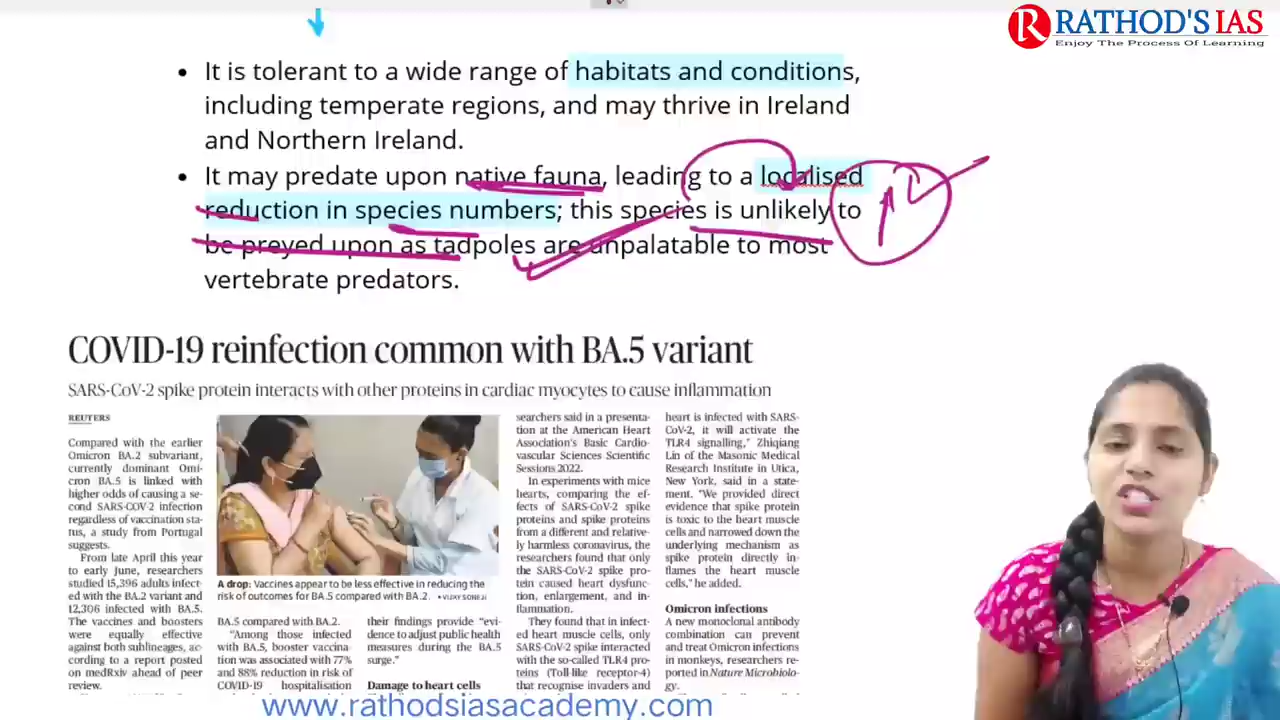 RATHOD'S IAS
Enjoy The Process Of Learning
• It is tolerant to a wide range of habitats and conditions,
including temperate regions, and may thrive in Ireland
and Northern Ireland.
• It may predate upon native fauna, leading to a localised
reduction in species numbers; this species is unlikely to
be preyed upon as tadpoles are unpalatable to most
vertebrate predators.
COVID-19 reinfection common with BA.5 variant
SARS-CoV-2 spike protein interacts with other proteins in cardiac myocytes to cause inflammation
REUTERS
Compared with the earlier
Omicron BA.2 subvariant,
currently dominant Omi-
cron BA.5 is linked with
higher odds of causing a se-
cond SARS-COV-2 infection
regardless of vaccination sta-
tus, a study from Portugal
suggests.
From late April this year
to early June, researchers
studied 15,396 adults infect-
ed with the BA.2 variant and
12,306 infected with BA.5.
The vaccines and boosters
were equally effective
against both sublineages, ac-
cording to a report posted
on medRxiv ahead of peer
review.
A drop: Vaccines appear to be less effective in reducing the
risk of outcomes for BA.5 compared with BA.2. • VIJAY SONEJI
BA.5 compared with BA.2.
"Among those infected
with BA.5, booster vaccina-
tion was associated with 77%
and 88% reduction in risk of
COVID-19 hospitalisation
their findings provide "evi-
dence to adjust public health
measures during the BA.5
surge."
Damage to heart cells
searchers said in a presenta-
tion at the American Heart
Association's Basic Cardio-
vascular Sciences Scientific
Sessions 2022.
In experiments with mice
hearts, comparing the ef-
fects of SARS-CoV-2 spike
proteins and spike proteins
from a different and relative-
ly harmless coronavirus, the
researchers found that only
the SARS-CoV-2 spike pro-
tein caused heart dysfunc-
tion, enlargement, and in-
flammation.
They found that in infect-
ed heart muscle cells, only
SARS-CoV-2 spike interacted
with the so-called TLR4 pro-
teins (Toll-like receptor-4)
that recognise invaders and
heart is infected with SARS-
CoV-2, it will activate the
TLR4 signalling," Zhiqiang
Lin of the Masonic Medical
Research Institute in Utica,
New York, said in a state-
ment. "We provided direct
evidence that spike protein
is toxic to the heart muscle
cells and narrowed down the
underlying mechanism as
spike protein directly in-
flames the heart muscle
cells," he added.
Omicron infections
A new monoclonal antibody
combination can prevent
and treat Omicron infections
in monkeys, researchers re-
ported in Nature Microbiolo-
gy.
www.rathodsiasacademy.com